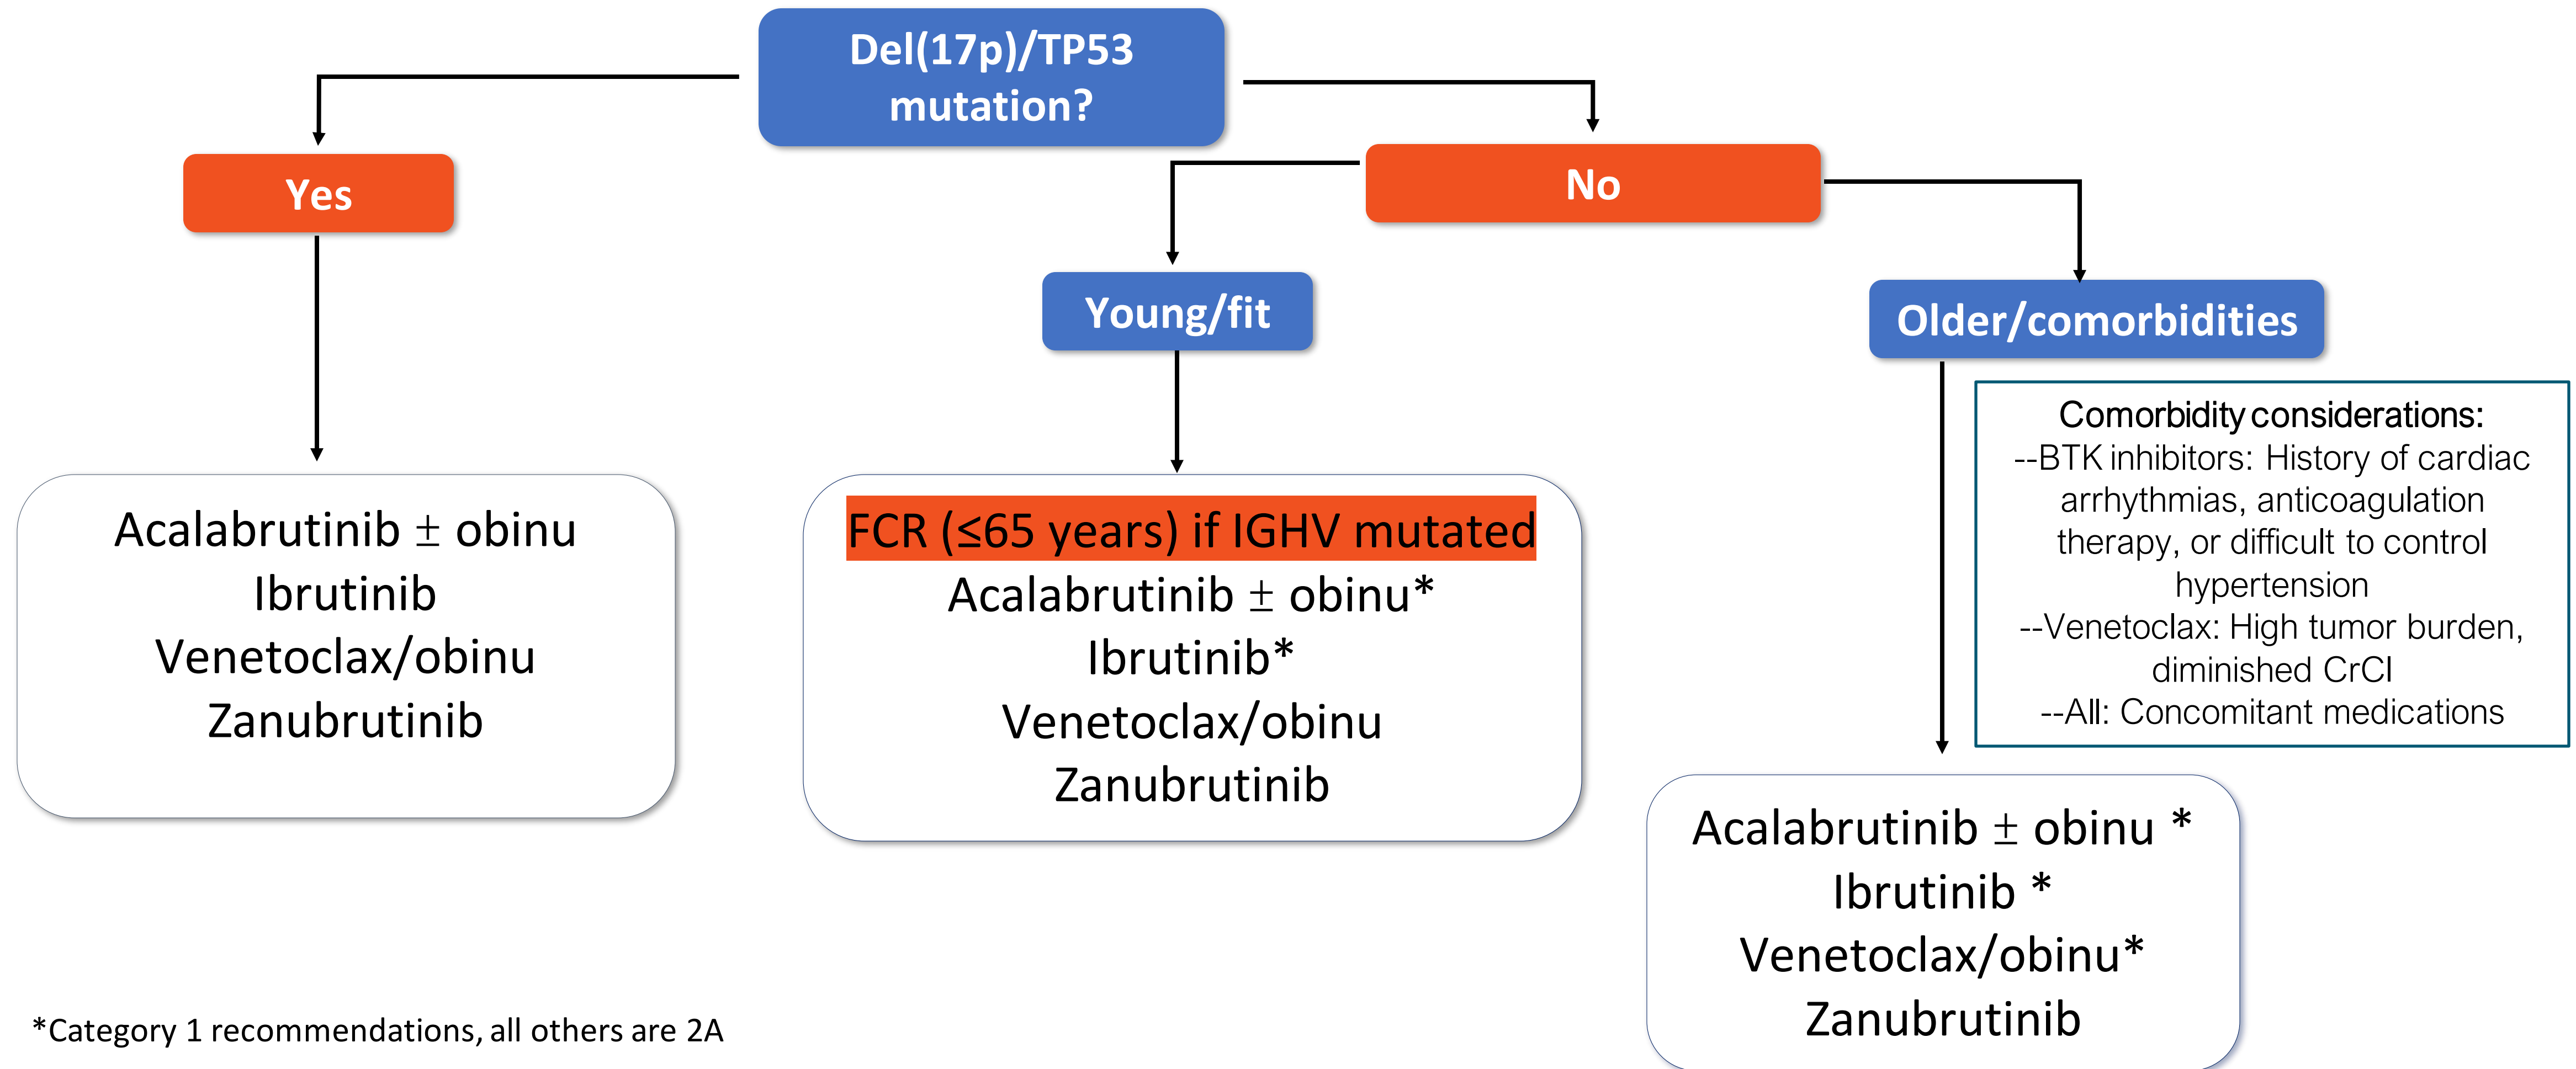 Del(17p)/TP53
mutation?
Yes
No
Young/fit
Older/comorbidities
Comorbidity considerations:
--BTK inhibitors: History of cardiac
arrhythmias, anticoagulation
therapy, or difficult to control
hypertension
--Venetoclax: High tumor burden,
diminished CrCl
--All: Concomitant medications
Acalabrutinib ± obinu
Ibrutinib
Venetoclax/obinu
Zanubrutinib
FCR (≤65 years) if IGHV mutated
Acalabrutinib ± obinu*
Ibrutinib*
Venetoclax/obinu
Zanubrutinib
Acalabrutinib ± obinu *
Ibrutinib *
Venetoclax/obinu*
Zanubrutinib
*Category 1 recommendations, all others are 2A